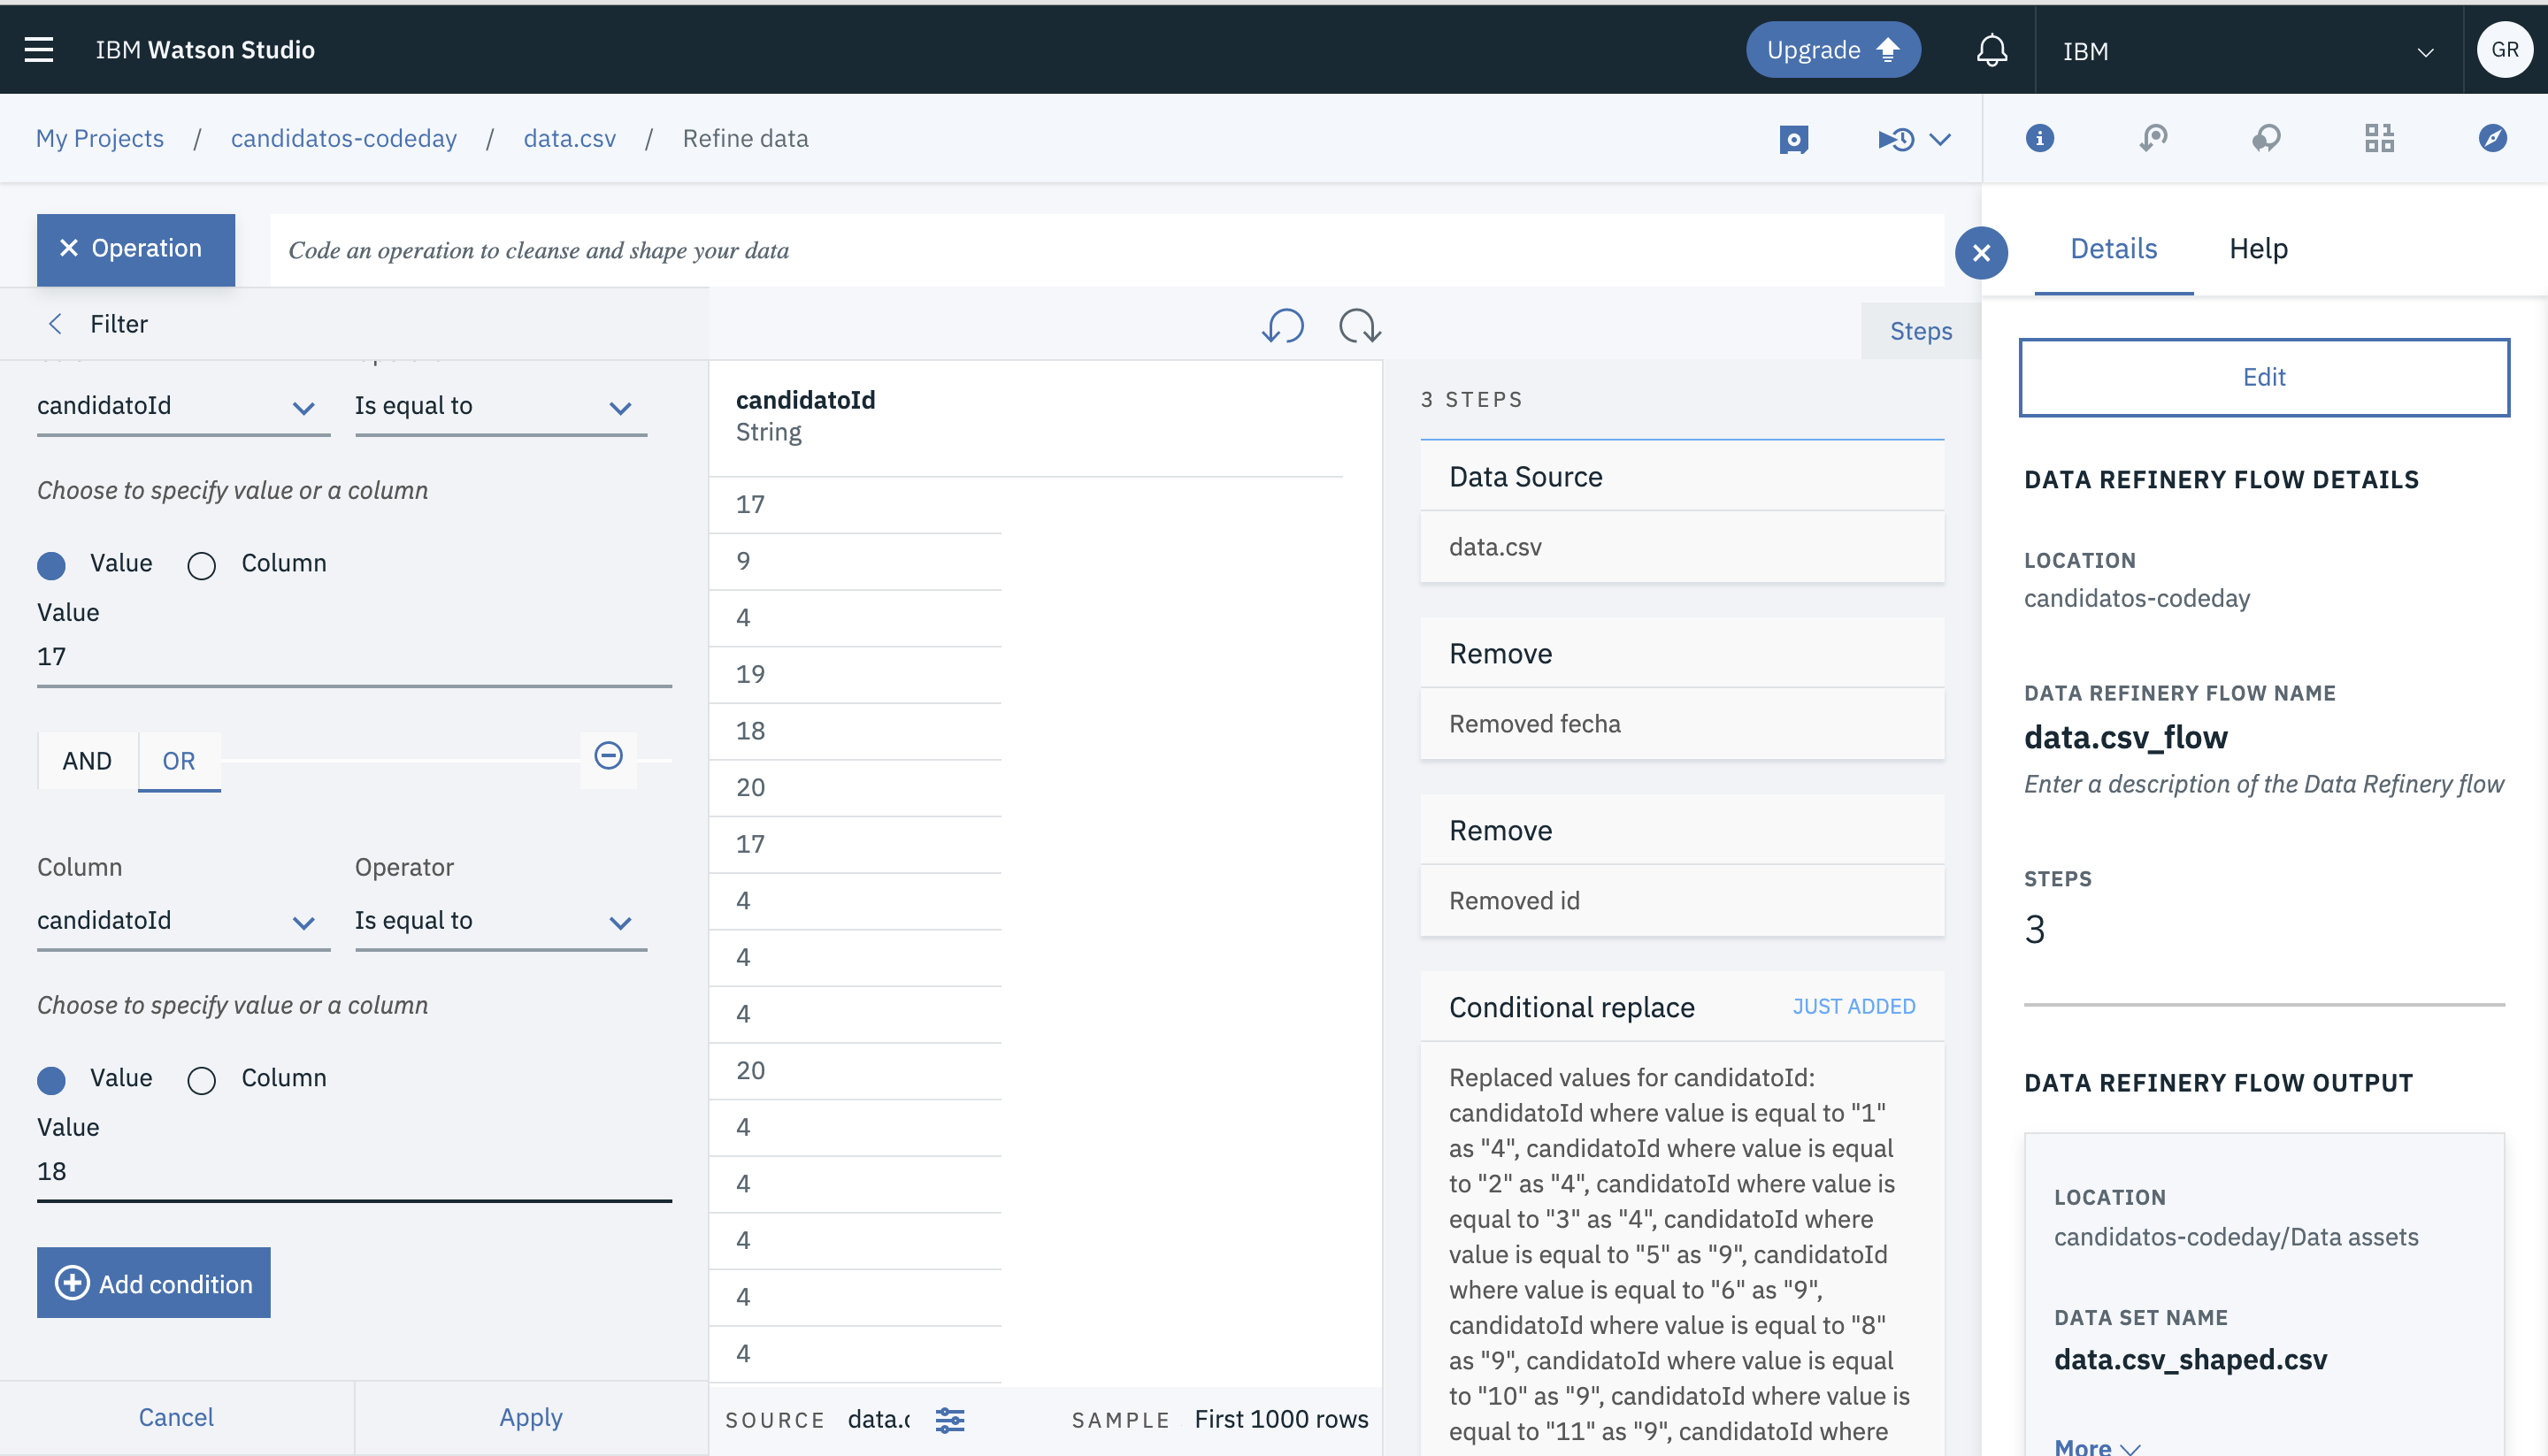 IBM Watson Studio
Upgrade
IBM
GR
My Projects / candidatos-codeday / data.csv / Refine data
Operation
Code an operation to cleanse and shape your data
Filter
candidatoId
Is equal to
Choose to specify value or a column
Value
Column
Value
17
AND
OR
Column
Operator
candidatoId
Is equal to
Choose to specify value or a column
Value
Column
Value
18
Add condition
Cancel
Apply
candidatoId
String
17
9
4
19
18
20
17
4
4
4
20
4
4
4
4
4
SOURCE
data.c
SAMPLE
First 1000 rows
Steps
3 STEPS
Data Source
data.csv
Remove
Removed fecha
Remove
Removed id
Conditional replace
JUST ADDED
Replaced values for candidatoId:
candidatoId where value is equal to "1"
as "4", candidatoId where value is equal
to "2" as "4", candidatoId where value is
equal to "3" as "4", candidatoId where
value is equal to "5" as "9", candidatoId
where value is equal to "6" as "9",
candidatoId where value is equal to "8"
as "9", candidatoId where value is equal
to "10" as "9", candidatoId where value is
equal to "11" as "9", candidatoId where
Details
Help
Edit
DATA REFINERY FLOW DETAILS
LOCATION
candidatos-codeday
DATA REFINERY FLOW NAME
data.csv_flow
Enter a description of the Data Refinery flow
STEPS
3
DATA REFINERY FLOW OUTPUT
LOCATION
candidatos-codeday/Data assets
DATA SET NAME
data.csv_shaped.csv
More